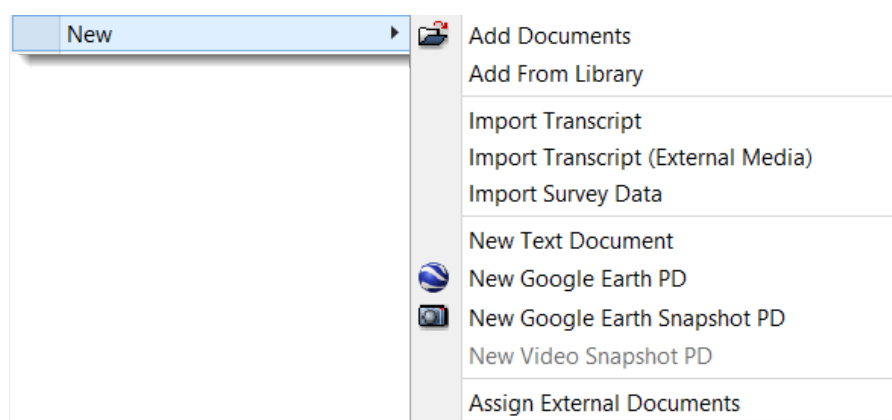 New
Add Documents
Add From Library
Import Transcript
Import Transcript (External Media)
Import Survey Data
New Text Document
New Google Earth PD
New Google Earth Snapshot PD
New Video Snapshot PD
Assign External Documents